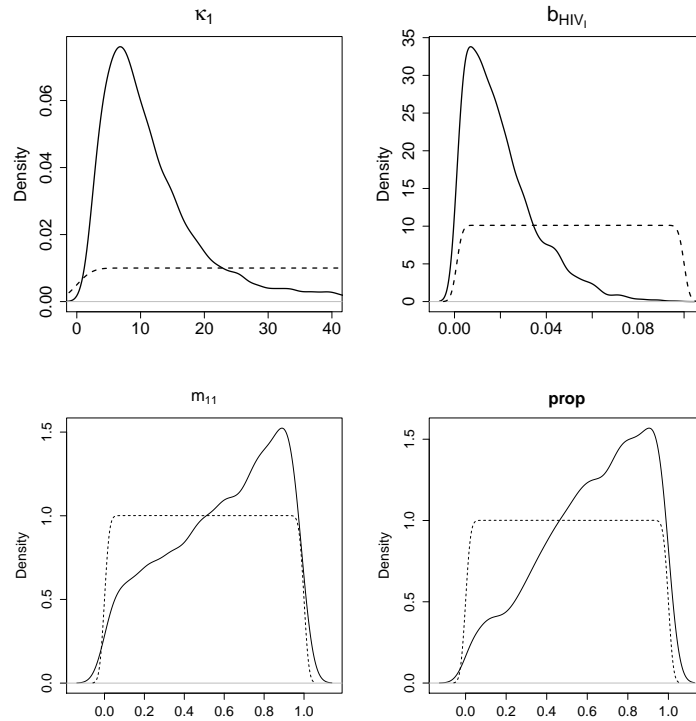 κ1
bHIVI
Density
0.00 0.02 0.04 0.06
0 10 20 30 40
Density
0 5 10 15 20 25 30 35
0.00 0.04 0.08
m11
prop
Density
0.0 0.5 1.0 1.5
0.0 0.2 0.4 0.6 0.8 1.0
Density
0.0 0.5 1.0 1.5
0.0 0.2 0.4 0.6 0.8 1.0